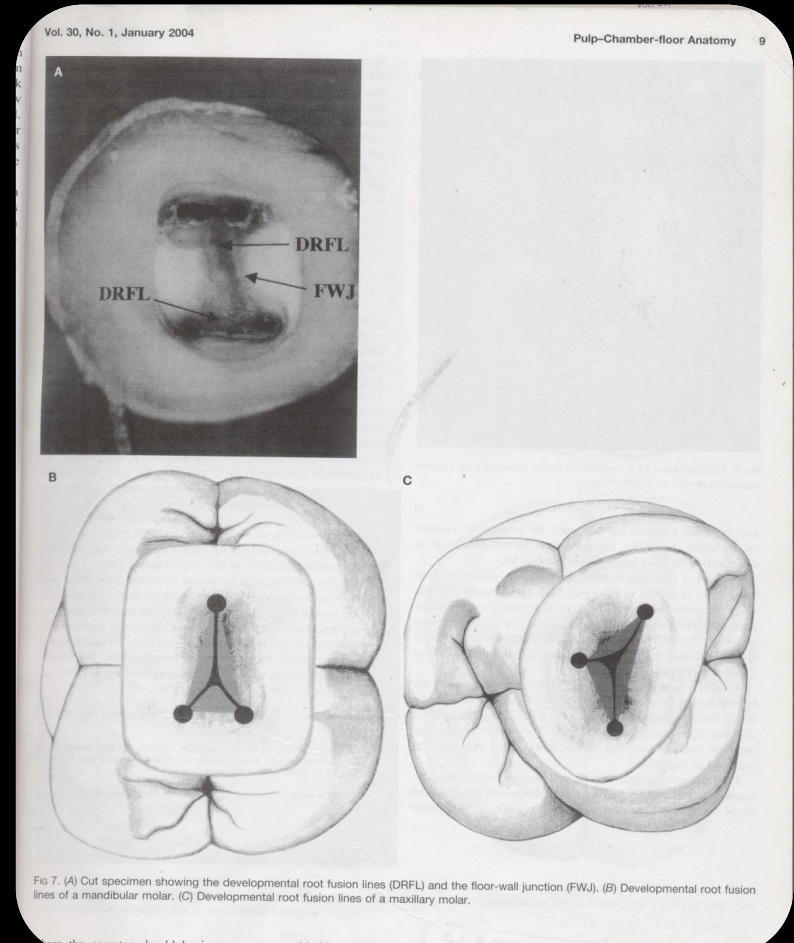 Vol. 30, No. 1, January 2004
Pulp–Chamber-floor Anatomy 9
A
DRFL
DRFL
FWJ
B
C
FIG 7. (A) Cut specimen showing the developmental root fusion lines (DRFL) and the floor-wall junction (FWJ). (B) Developmental root fusion
lines of a mandibular molar. (C) Developmental root fusion lines of a maxillary molar.